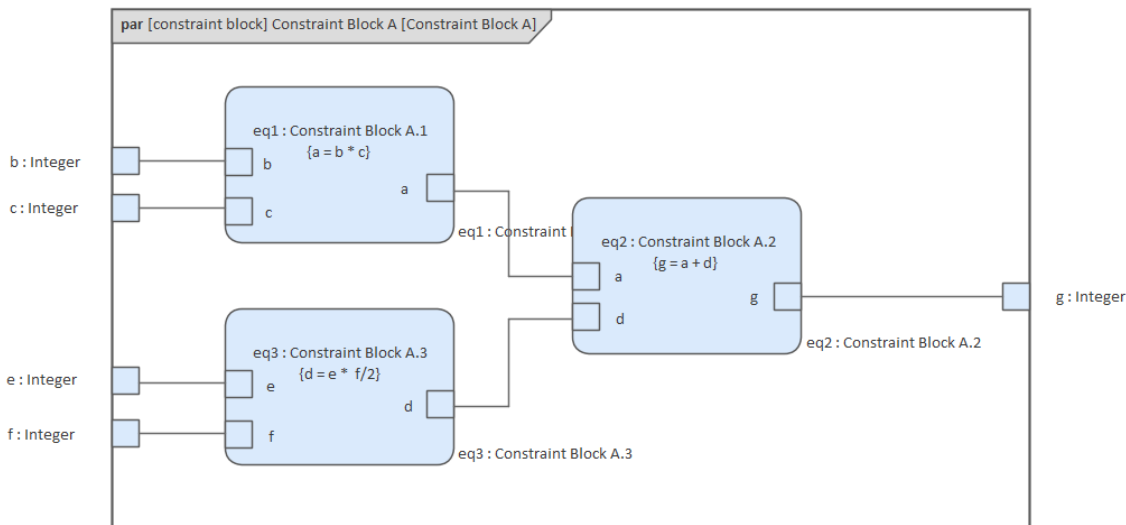 par [constraint block] Constraint Block A [Constraint Block A]
eq1 : Constraint Block A.1
{a = b * c}
b : Integer
b
a
c : Integer
c
eq1 : Constraint
eq2 : Constraint Block A.2
{g = a + d}
a
g
g : Integer
d
eq2 : Constraint Block A.2
eq3 : Constraint Block A.3
{d = e * f/2}
e : Integer
e
d
f : Integer
f
eq3 : Constraint Block A.3